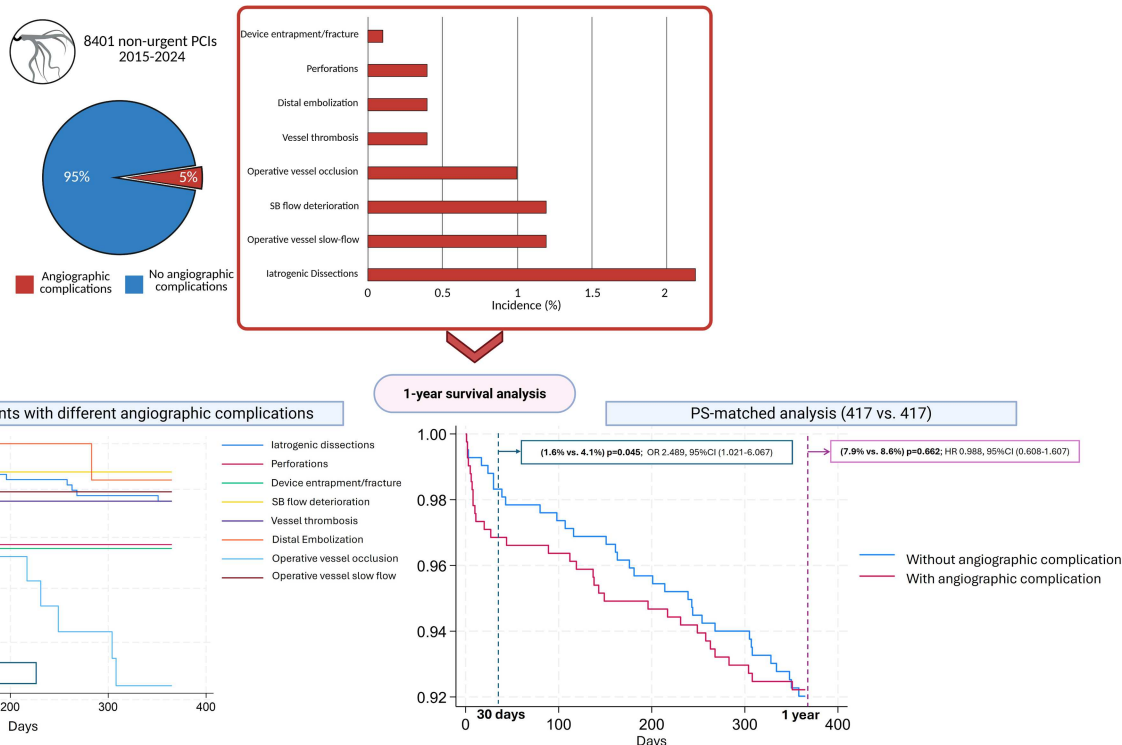 8401 non-urgent PCIs
2015-2024
95%
5%
Angiographic
complications
No angiographic
complications
Device entrapment/fracture
Perforations
Distal embolization
Vessel thrombosis
Operative vessel occlusion
SB flow deterioration
Operative vessel slow-flow
Iatrogenic Dissections
0 0.5 1 1.5 2
Incidence (%)
1-year survival analysis
with different angiographic complications
Iatrogenic dissections
Perforations
Device entrapment/fracture
SB flow deterioration
Vessel thrombosis
Distal Embolization
Operative vessel occlusion
Operative vessel slow flow
200 300 400
Days
PS-matched analysis (417 vs. 417)
1.00
0.98
0.96
0.94
0.92
(1.6% vs. 4.1%) p=0.045; OR 2.489, 95%CI (1.021-6.067)
(7.9% vs. 8.6%) p=0.662; HR 0.988, 95%CI (0.608-1.607)
Without angiographic complication
With angiographic complication
30 days
1 year
0 100 200 300 400
Days